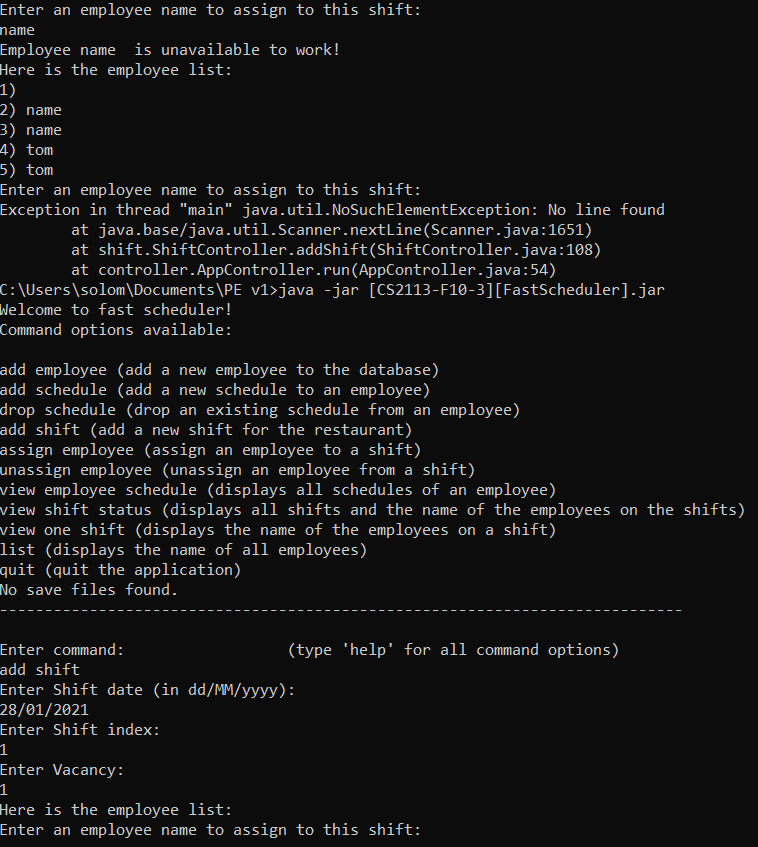 Enter an employee name to assign to this shift:
name
Employee name  is unavailable to work!
Here is the employee list:
1)
2) name
3) name
4) tom
5) tom
Enter an employee name to assign to this shift:
Exception in thread "main" java.util.NoSuchElementException: No line found
        at java.base/java.util.Scanner.nextLine(Scanner.java:1651)
        at shift.ShiftController.addShift(ShiftController.java:108)
        at controller.AppController.run(AppController.java:54)
C:\Users\solom\Documents\PE v1>java -jar [CS2113-F10-3][FastScheduler].jar
Welcome to fast scheduler!
Command options available:

add employee (add a new employee to the database)
add schedule (add a new schedule to an employee)
drop schedule (drop an existing schedule from an employee)
add shift (add a new shift for the restaurant)
assign employee (assign an employee to a shift)
unassign employee (unassign an employee from a shift)
view employee schedule (displays all schedules of an employee)
view shift status (displays all shifts and the name of the employees on the shifts)
view one shift (displays the name of the employees on a shift)
list (displays the name of all employees)
quit (quit the application)
No save files found.
----------------------------------------------------------------------------

Enter command:                  (type 'help' for all command options)
add shift
Enter Shift date (in dd/MM/yyyy):
28/01/2021
Enter Shift index:
1
Enter Vacancy:
1
Here is the employee list:
Enter an employee name to assign to this shift: